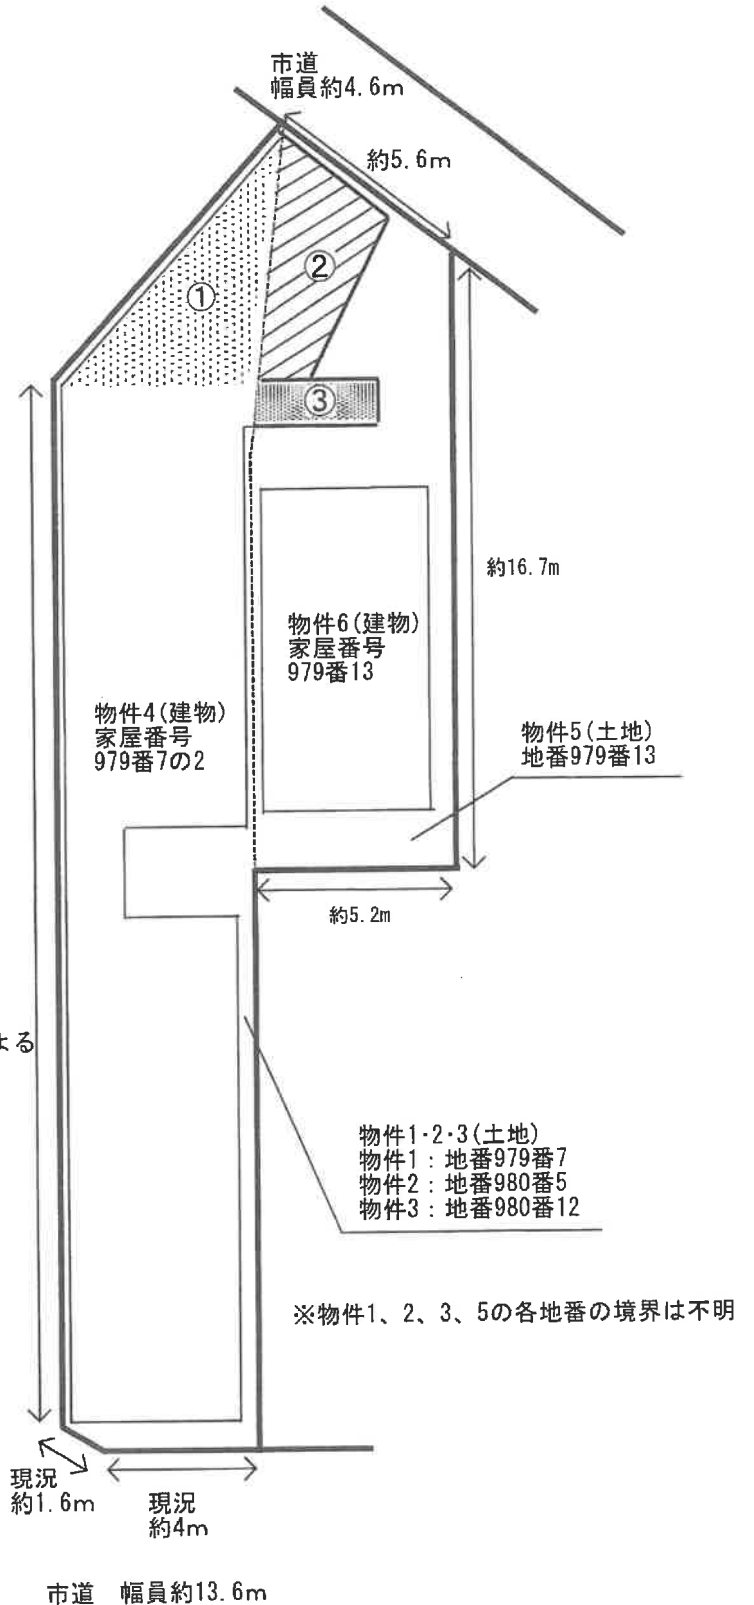 市道
幅員約4.6m
約5.6m
①
②
③
約16.7m
物件6(建物)
家屋番号
979番13
物件4(建物)
家屋番号
979番7の2
物件5(土地)
地番979番13
約5.2m
よる
物件1・2・3(土地)
物件1：地番979番7
物件2：地番980番5
物件3：地番980番12
※物件1、2、3、5の各地番の境界は不明
現況
約1.6m
現況
約4m
市道　幅員約13.6m